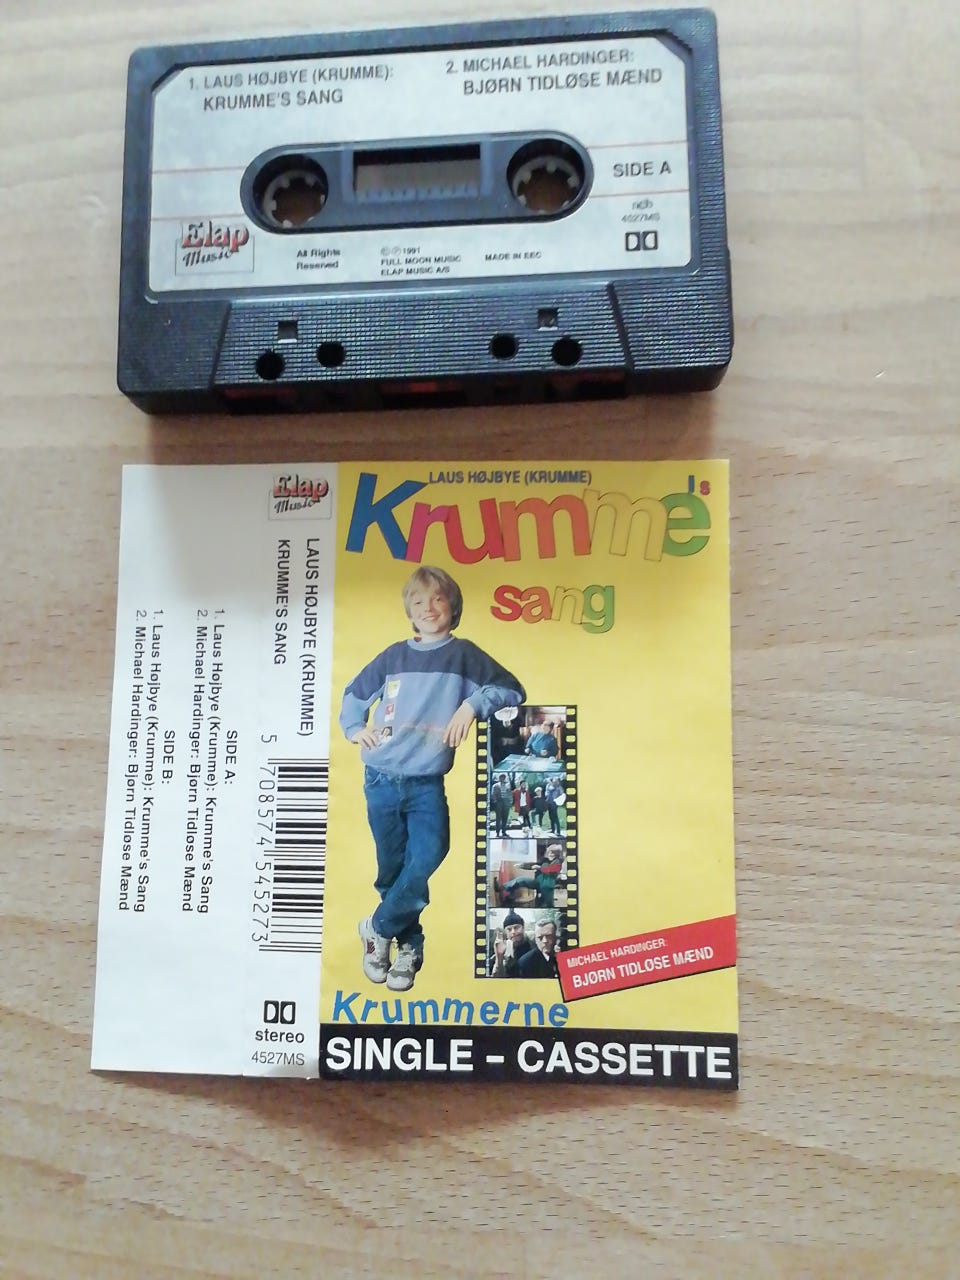 1. LAUS HØJBYE (KRUMME):
KRUMME'S SANG
2. MICHAEL HARDINGER:
BJØRN TIDLØSE MÆND
SIDE A
ncb
4527MS
Elap
Music
All Rights
Reserved
©℗ 1991
FULL MOON MUSIC
ELAP MUSIC A/S
MADE IN EEC
LAUS HØJBYE (KRUMME)
Krumme's
sang
MICHAEL HARDINGER:
BJØRN TIDLØSE MÆND
Krummerne
SINGLE - CASSETTE
Elap
Music
LAUS HØJBYE (KRUMME)
KRUMME'S SANG
5 708574 545273
stereo
4527MS
SIDE A:
1. Laus Højbye (Krumme): Krumme's Sang
2. Michael Hardinger: Bjørn Tidløse Mænd
SIDE B:
1. Laus Højbye (Krumme): Krumme's Sang
2. Michael Hardinger: Bjørn Tidløse Mænd